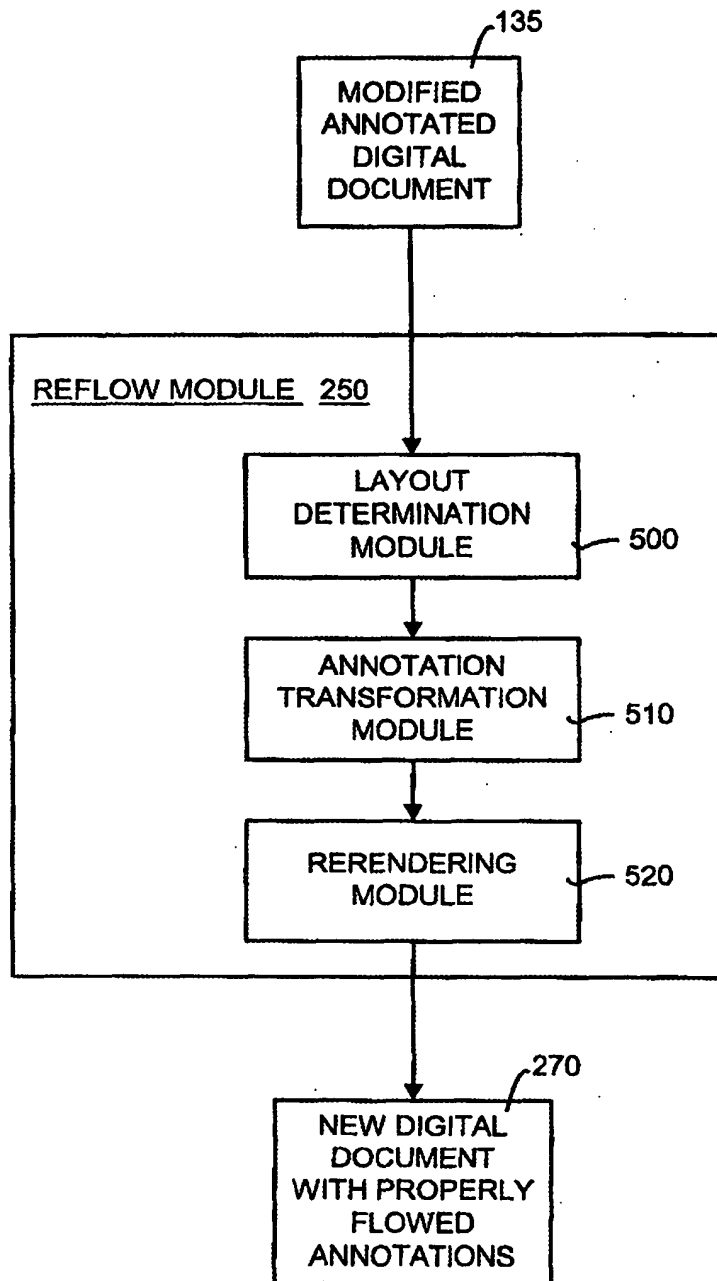 135
MODIFIED
ANNOTATED
DIGITAL
DOCUMENT
REFLOW MODULE 250
LAYOUT
DETERMINATION
MODULE
500
ANNOTATION
TRANSFORMATION
MODULE
510
RERENDERING
MODULE
520
270
NEW DIGITAL
DOCUMENT
WITH PROPERLY
FLOWED
ANNOTATIONS